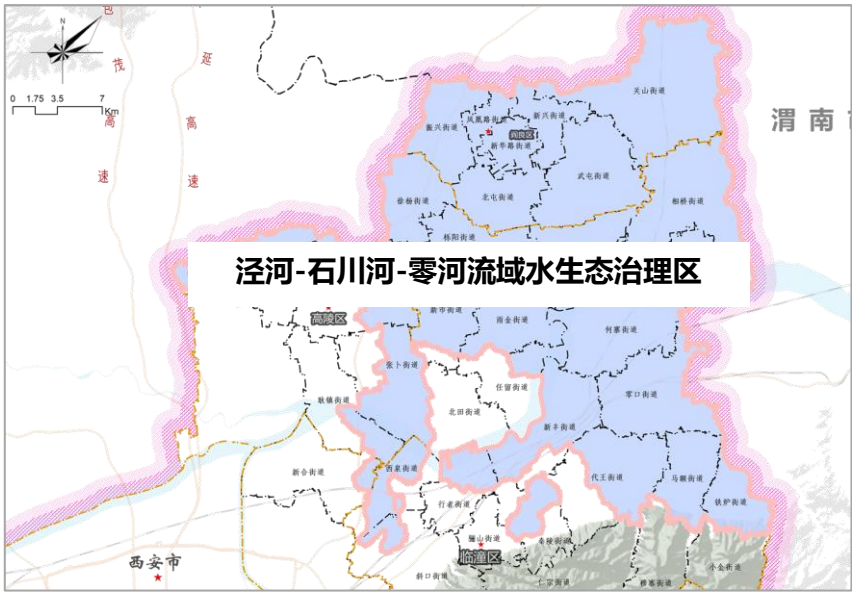 包
茂
高
速
延
高
速
N
0 1.75 3.5 7
Km
渭南市
关山街道
振兴街道
凤凰路街道
新兴街道
阎良区
新华路街道
武屯街道
北屯街道
徐杨街道
相桥街道
栎阳街道
泾河-石川河-零河流域水生态治理区
高陵区
新市街道
雨金街道
何寨街道
张卜街道
任留街道
耿镇街道
北田街道
零口街道
新丰街道
新合街道
西泉街道
代王街道
马额街道
铁炉街道
行者街道
骊山街道
秦陵街道
临潼区
西安市
斜口街道
仁宗街道
穆寨街道
小金街道